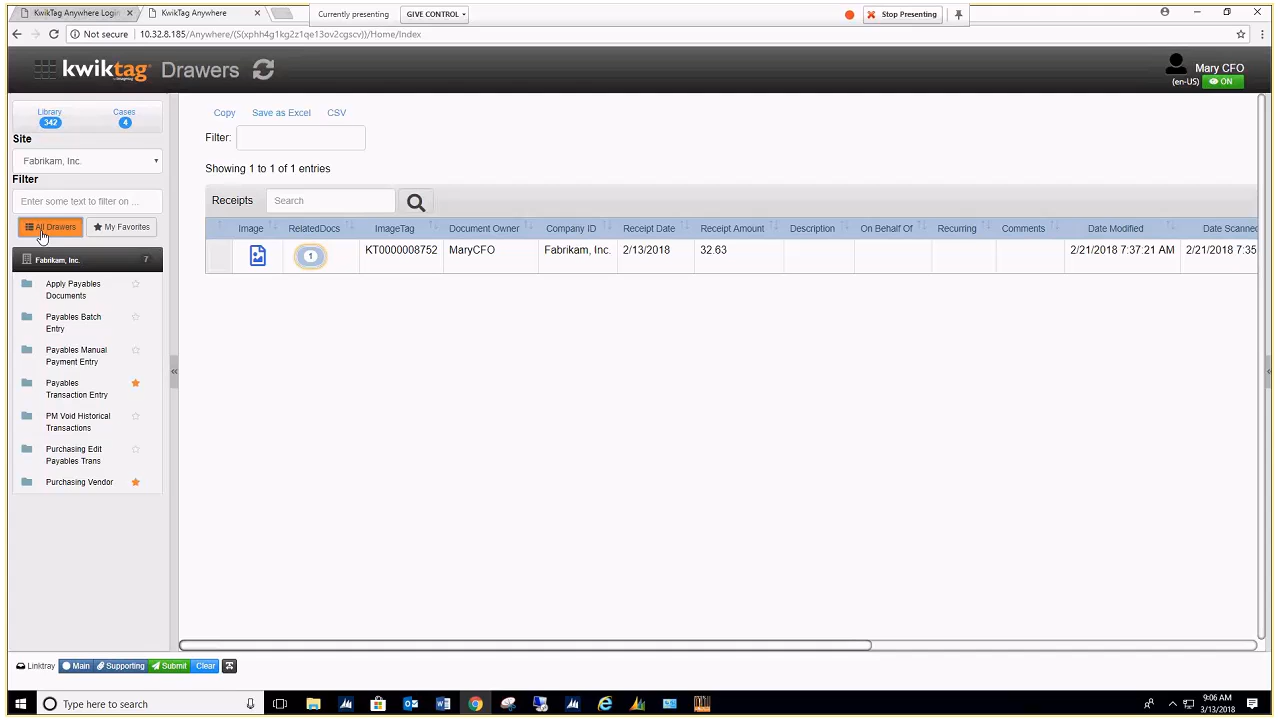 KwikTag Anywhere Login
KwikTag Anywhere
Currently presenting
GIVE CONTROL
Stop Presenting
Not secure
10.32.8.185/Anywhere/(S(xphh4g1kg2z1qe13ov2cgscv))/Home/Index
kwiktag
Drawers
Mary CFO
(en-US)
ON
Library
342
Cases
4
Site
Fabrikam, Inc.
Filter
Enter some text to filter on ...
All Drawers
My Favorites
Fabrikam, Inc.
7
Apply Payables
Documents
Payables Batch
Entry
Payables Manual
Payment Entry
Payables
Transaction Entry
PM Void Historical
Transactions
Purchasing Edit
Payables Trans
Purchasing Vendor
Copy
Save as Excel
CSV
Filter:
Showing 1 to 1 of 1 entries
Receipts
Search
Image RelatedDocs ImageTag Document Owner Company ID Receipt Date Receipt Amount Description On Behalf Of Recurring Comments Date Modified Date Scanned
1 KT0000008752 MaryCFO Fabrikam, Inc. 2/13/2018 32.63 2/21/2018 7:37:21 AM 2/21/2018 7:35
Linktray
Main
Supporting
Submit
Clear
Type here to search
9:06 AM
3/13/2018